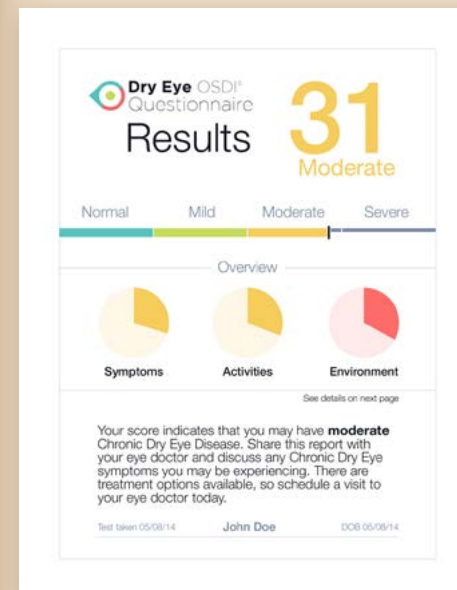 Dry Eye OSDI®
Questionnaire
Results
31
Moderate
Normal Mild Moderate Severe
Overview
Symptoms Activities Environment
See details on next page
Your score indicates that you may have moderate
Chronic Dry Eye Disease. Share this report with
your eye doctor and discuss any Chronic Dry Eye
symptoms you may be experiencing. There are
treatment options available, so schedule a visit to
your eye doctor today.
Test taken 05/08/14 John Doe DOB 05/08/14